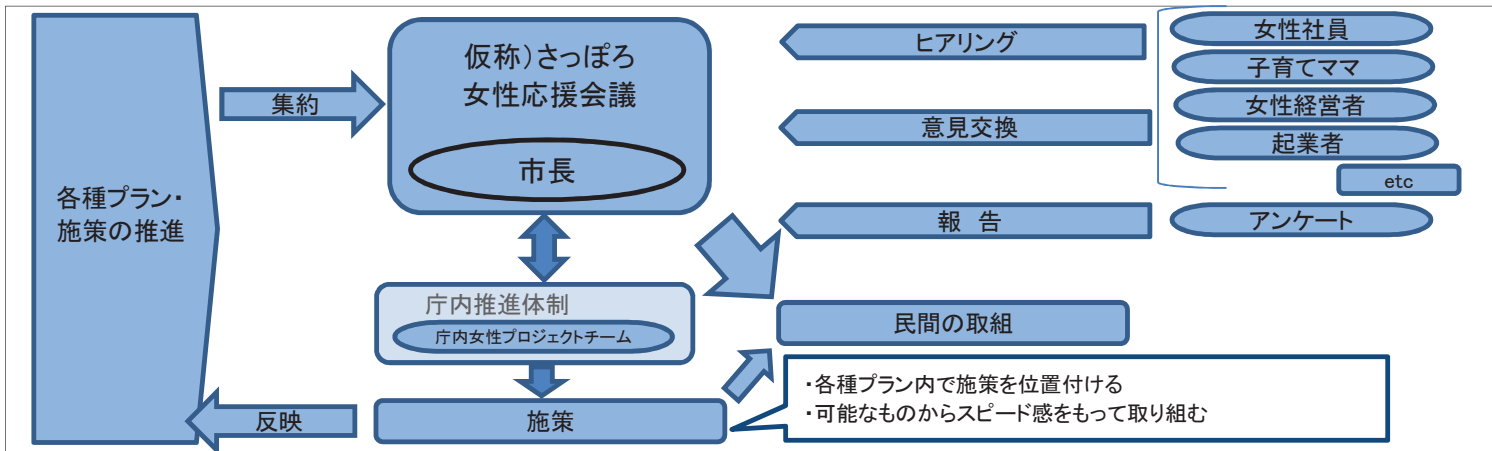 各種プラン・
施策の推進
集約
仮称)さっぽろ
女性応援会議
市長
庁内推進体制
庁内女性プロジェクトチーム
施策
反映
ヒアリング
意見交換
報 告
女性社員
子育てママ
女性経営者
起業者
etc
アンケート
民間の取組
・各種プラン内で施策を位置付ける
・可能なものからスピード感をもって取り組む